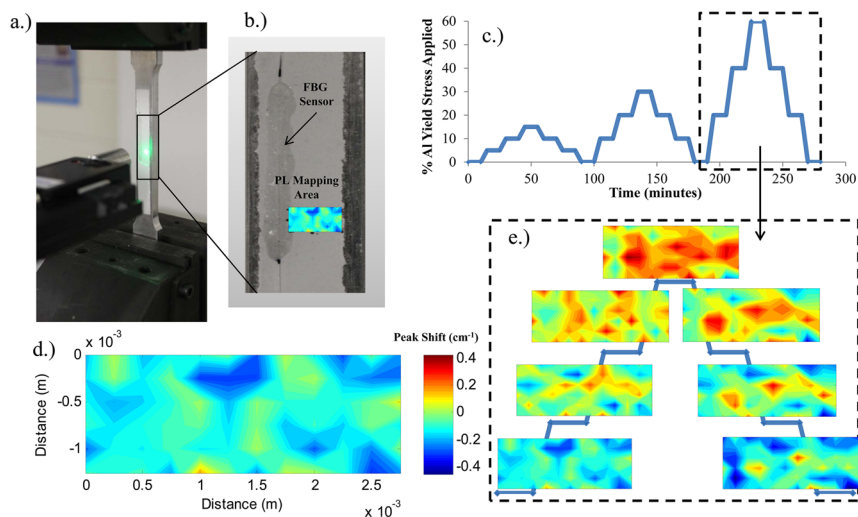 a.)
b.)
FBG
Sensor
PL Mapping
Area
c.)
% Al Yield Stress Applied
60
50
40
30
20
10
0
0
50
100
150
200
250
300
Time (minutes)
d.)
x 10⁻³
Distance (m)
0
-0.5
-1
0
0.5
1
1.5
2
2.5
Distance (m)
x 10⁻³
Peak Shift (cm⁻¹)
0.4
0.2
0
-0.2
-0.4
e.)